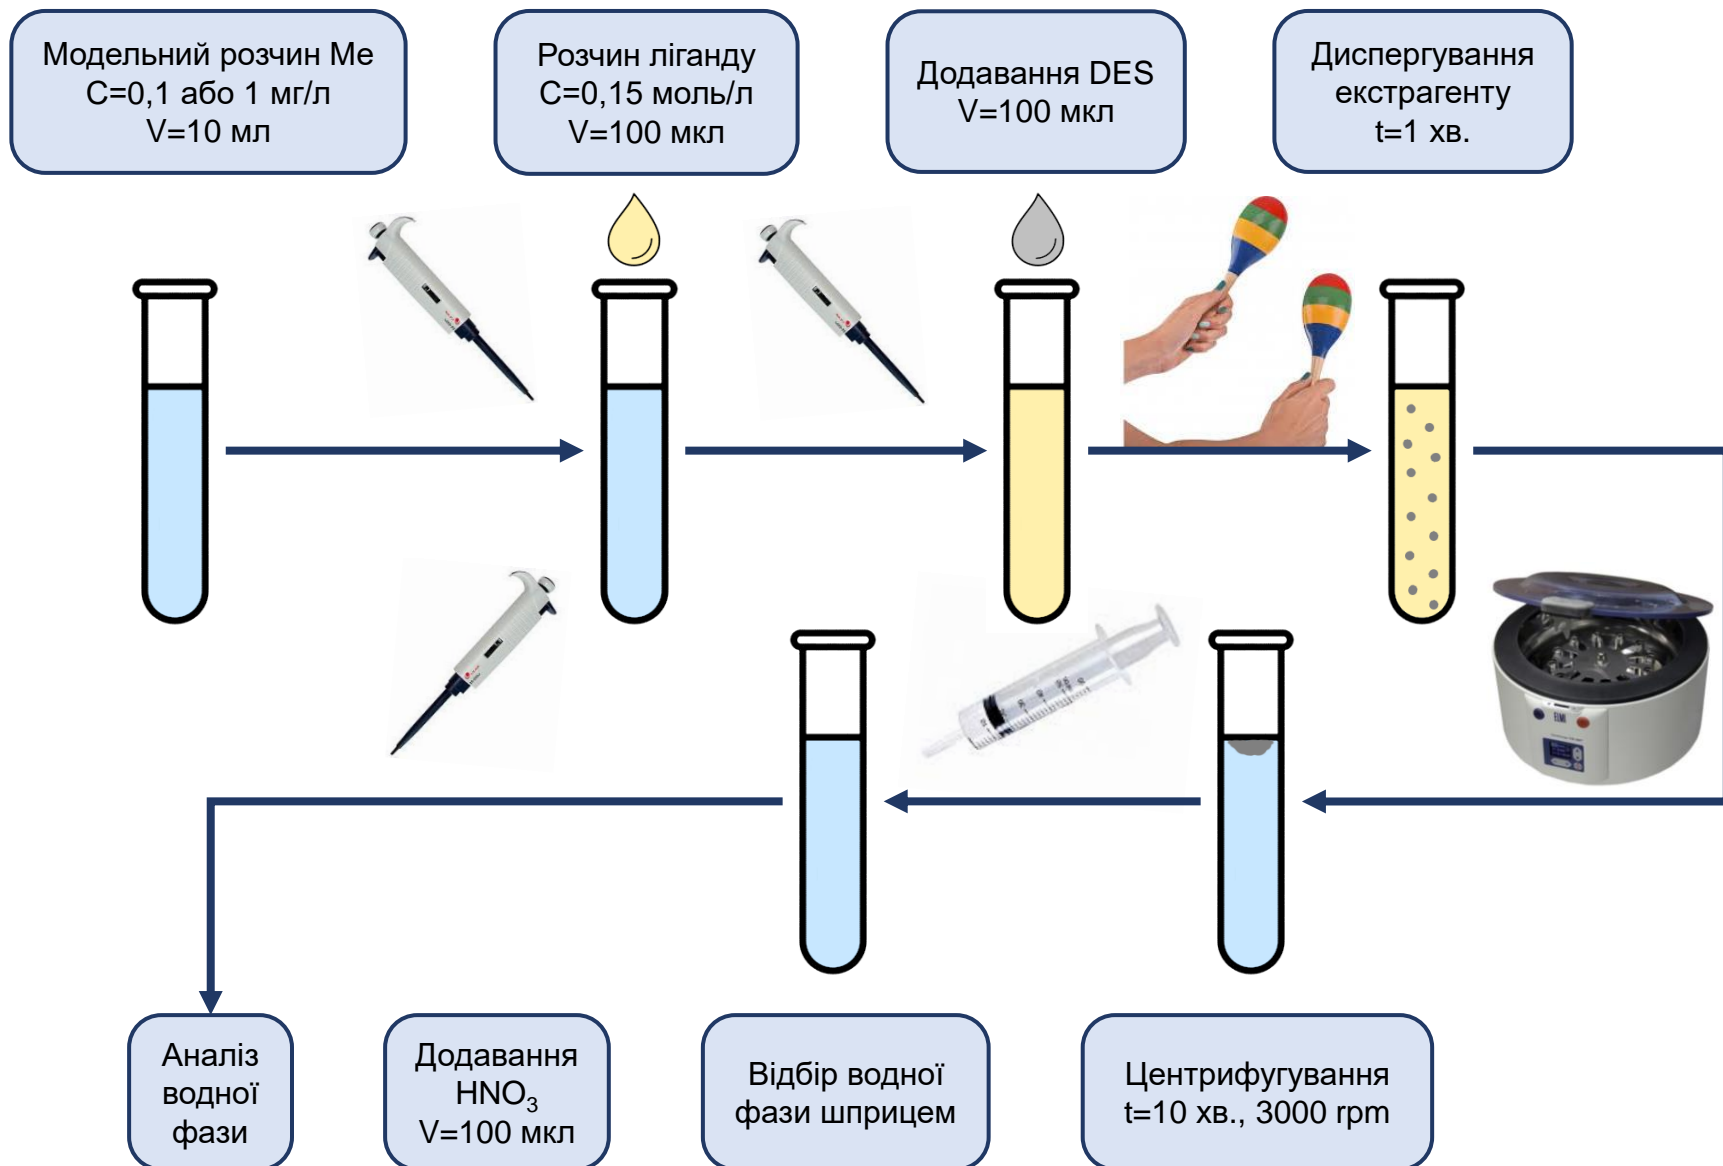 Модельний розчин Ме
С=0,1 або 1 мг/л
V=10 мл
Розчин ліганду
С=0,15 моль/л
V=100 мкл
Додавання DES
V=100 мкл
Диспергування
екстрагенту
t=1 хв.
ELMI
Аналіз
водної
фази
Додавання
HNO₃
V=100 мкл
Відбір водної
фази шприцем
Центрифугування
t=10 хв., 3000 rpm